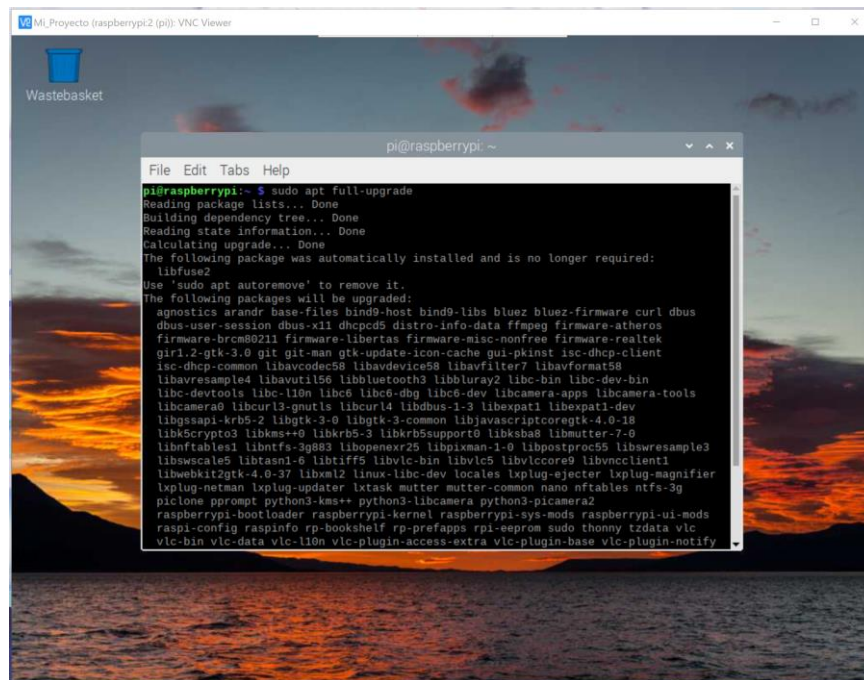 Mi_Proyecto (raspberrypi:2 (pi)): VNC Viewer
Wastebasket
pi@raspberrypi: ~
File Edit Tabs Help
pi@raspberrypi:~ $ sudo apt full-upgrade
Reading package lists... Done
Building dependency tree... Done
Reading state information... Done
Calculating upgrade... Done
The following package was automatically installed and is no longer required:
libfuse2
Use 'sudo apt autoremove' to remove it.
The following packages will be upgraded:
agnostics arandr base-files bind9-host bind9-libs bluez bluez-firmware curl dbus
dbus-user-session dbus-x11 dhcpcd5 distro-info-data ffmpeg firmware-atheros
firmware-brcm80211 firmware-libertas firmware-misc-nonfree firmware-realtek
gir1.2-gtk-3.0 git git-man gtk-update-icon-cache gui-pkinst isc-dhcp-client
isc-dhcp-common libavcodec58 libavdevice58 libavfilter7 libavformat58
libavresample4 libavutil56 libbluetooth3 libbluray2 libc-bin libc-dev-bin
libc-devtools libc-l10n libc6 libc6-dbg libc6-dev libcamera-apps libcamera-tools
libcamera0 libcurl3-gnutls libcurl4 libdbus-1-3 libexpat1 libexpat1-dev
libgssapi-krb5-2 libgtk-3-0 libgtk-3-common libjavascriptcoregtk-4.0-18
libk5crypto3 libkms++0 libkrb5-3 libkrb5support0 libksba8 libmutter-7-0
libnftables1 libntfs-3g883 libopenexr25 libpixman-1-0 libpostproc55 libswresample3
libswscale5 libtasn1-6 libtiff5 libvlc-bin libvlc5 libvlccore9 libvncclient1
libwebkit2gtk-4.0-37 libxml2 linux-libc-dev locales lxplug-ejecter lxplug-magnifier
lxplug-netman lxplug-updater lxtask mutter mutter-common nano nftables ntfs-3g
piclone pprompt python3-kms++ python3-libcamera python3-picamera2
raspberrypi-bootloader raspberrypi-kernel raspberrypi-sys-mods raspberrypi-ui-mods
raspi-config raspinfo rp-bookshelf rp-prefapps rpi-eeprom sudo thonny tzdata vlc
vlc-bin vlc-data vlc-l10n vlc-plugin-access-extra vlc-plugin-base vlc-plugin-notify